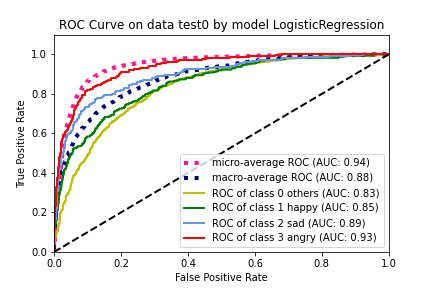 ROC Curve on data test0 by model LogisticRegression
True Positive Rate
1.0
0.8
0.6
0.4
0.2
0.0
micro-average ROC (AUC: 0.94)
macro-average ROC (AUC: 0.88)
ROC of class 0 others (AUC: 0.83)
ROC of class 1 happy (AUC: 0.85)
ROC of class 2 sad (AUC: 0.89)
ROC of class 3 angry (AUC: 0.93)
0.0 0.2 0.4 0.6 0.8 1.0
False Positive Rate